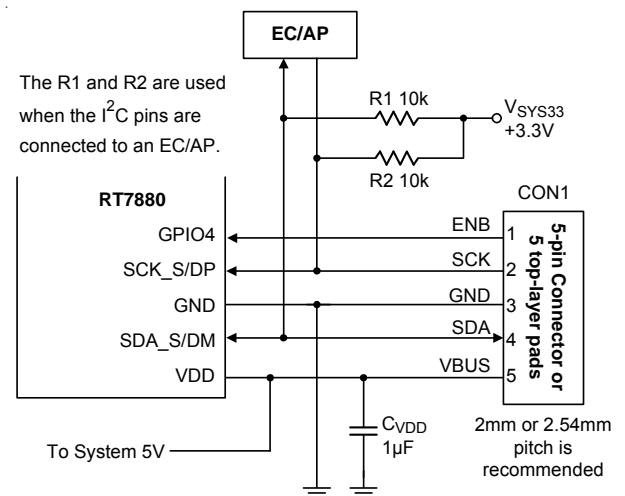 EC/AP
The R1 and R2 are used
when the I²C pins are
connected to an EC/AP.
R1 10k
VSYS33
+3.3V
R2 10k
RT7880
CON1
GPIO4
ENB
1
SCK_S/DP
SCK
2
GND
GND
3
SDA_S/DM
SDA
4
VDD
VBUS
5
5-pin Connector or
5 top-layer pads
To System 5V
CVDD
1µF
2mm or 2.54mm
pitch is
recommended